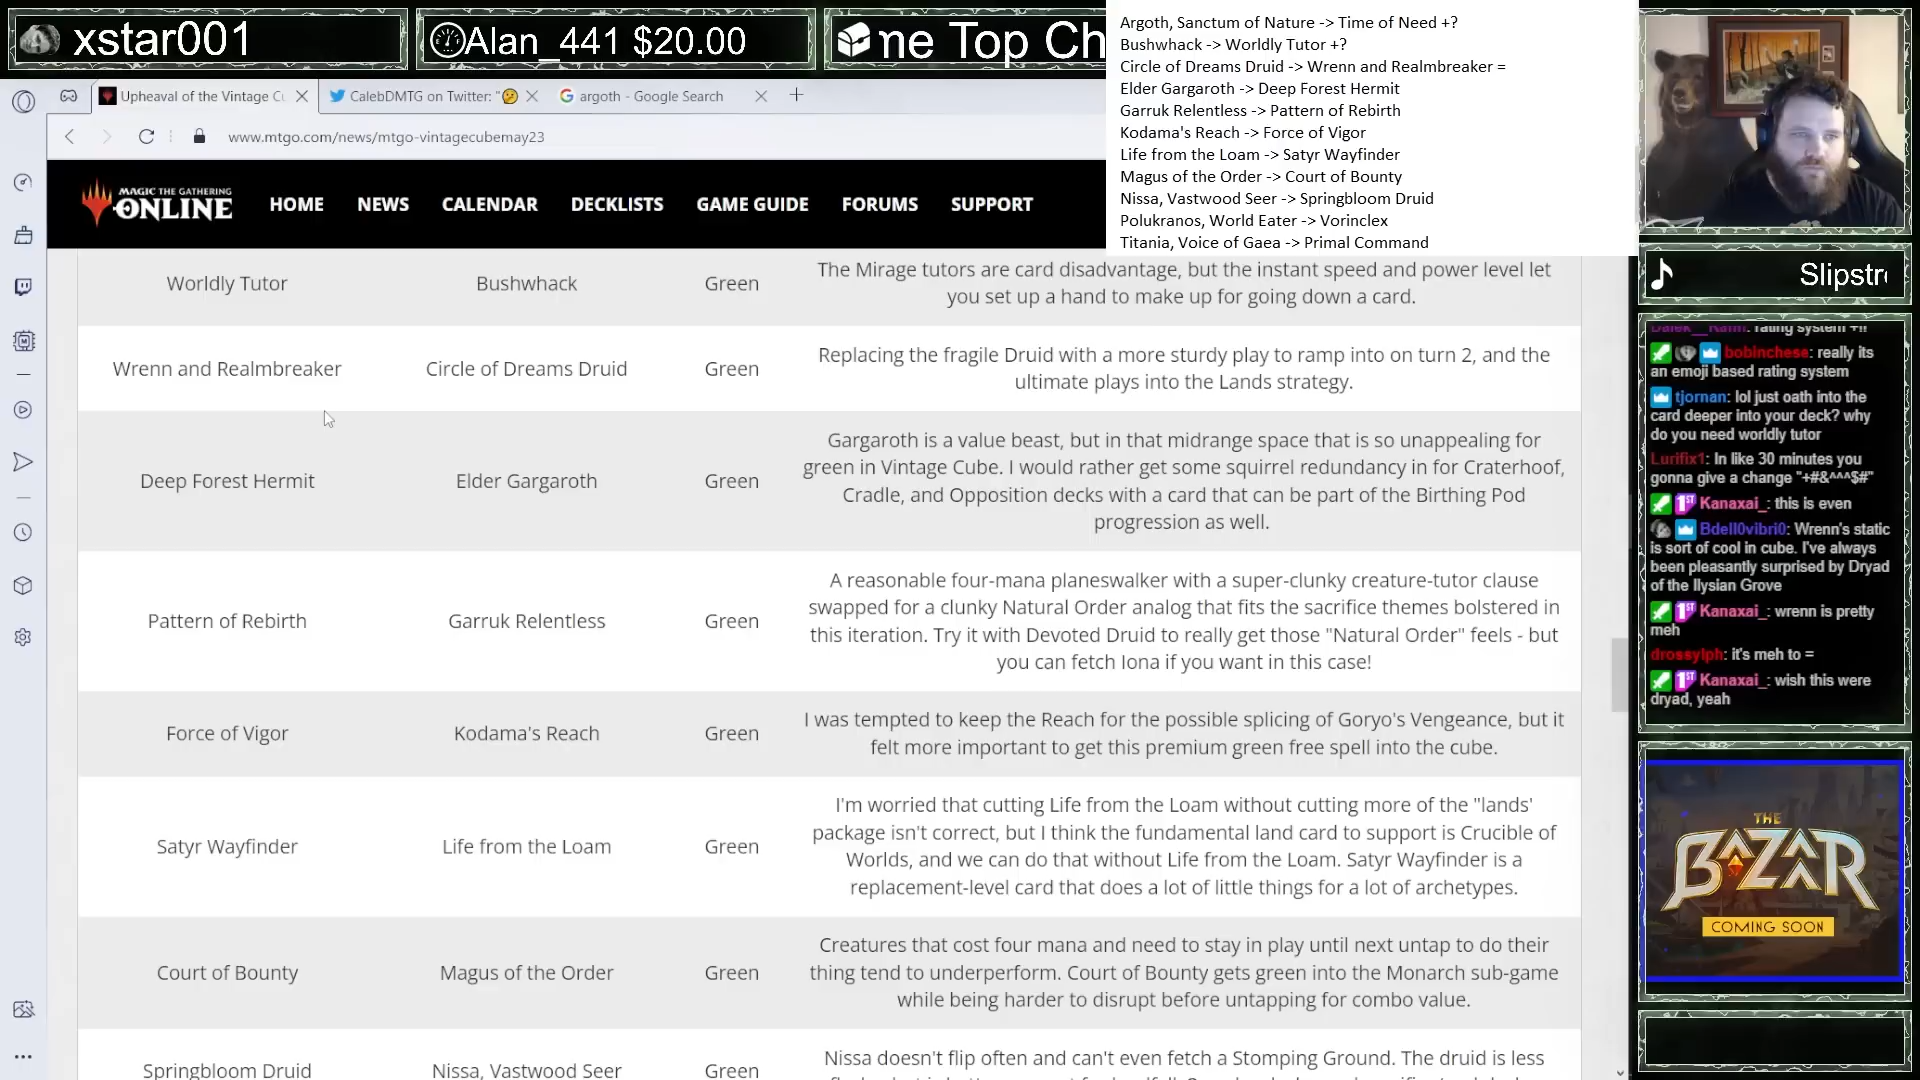 xstar001
Alan_441 $20.00
ne Top Ch
Argoth, Sanctum of Nature -> Time of Need +?
Bushwhack -> Worldly Tutor +?
Circle of Dreams Druid -> Wrenn and Realmbreaker =
Elder Gargaroth -> Deep Forest Hermit
Garruk Relentless -> Pattern of Rebirth
Kodama's Reach -> Force of Vigor
Life from the Loam -> Satyr Wayfinder
Magus of the Order -> Court of Bounty
Nissa, Vastwood Seer -> Springbloom Druid
Polukranos, World Eater -> Vorinclex
Titania, Voice of Gaea -> Primal Command
Upheaval of the Vintage Cu
CalebDMTG on Twitter: "
argoth - Google Search
www.mtgo.com/news/mtgo-vintagecubemay23
MAGIC THE GATHERING
ONLINE
HOME NEWS CALENDAR DECKLISTS GAME GUIDE FORUMS SUPPORT
Worldly Tutor
Bushwhack
Green
The Mirage tutors are card disadvantage, but the instant speed and power level let
you set up a hand to make up for going down a card.
Wrenn and Realmbreaker
Circle of Dreams Druid
Green
Replacing the fragile Druid with a more sturdy play to ramp into on turn 2, and the
ultimate plays into the Lands strategy.
Deep Forest Hermit
Elder Gargaroth
Green
Gargaroth is a value beast, but in that midrange space that is so unappealing for
green in Vintage Cube. I would rather get some squirrel redundancy in for Craterhoof,
Cradle, and Opposition decks with a card that can be part of the Birthing Pod
progression as well.
Pattern of Rebirth
Garruk Relentless
Green
A reasonable four-mana planeswalker with a super-clunky creature-tutor clause
swapped for a clunky Natural Order analog that fits the sacrifice themes bolstered in
this iteration. Try it with Devoted Druid to really get those "Natural Order" feels - but
you can fetch Iona if you want in this case!
Force of Vigor
Kodama's Reach
Green
I was tempted to keep the Reach for the possible splicing of Goryo's Vengeance, but it
felt more important to get this premium green free spell into the cube.
Satyr Wayfinder
Life from the Loam
Green
I'm worried that cutting Life from the Loam without cutting more of the "lands'
package isn't correct, but I think the fundamental land card to support is Crucible of
Worlds, and we can do that without Life from the Loam. Satyr Wayfinder is a
replacement-level card that does a lot of little things for a lot of archetypes.
Court of Bounty
Magus of the Order
Green
Creatures that cost four mana and need to stay in play until next untap to do their
thing tend to underperform. Court of Bounty gets green into the Monarch sub-game
while being harder to disrupt before untapping for combo value.
Springbloom Druid
Nissa, Vastwood Seer
Green
Nissa doesn't flip often and can't even fetch a Stomping Ground. The druid is less
Slipstr
rating system +!!
bobinchese: really its
an emoji based rating system
tjornan: lol just oath into the
card deeper into your deck? why
do you need worldly tutor
Lurifix1: In like 30 minutes you
gonna give a change "+#&^^^$#"
Kanaxai_: this is even
Bdell0vibri0: Wrenn's static
is sort of cool in cube. I've always
been pleasantly surprised by Dryad
of the Ilysian Grove
Kanaxai_: wrenn is pretty
meh
drossylph: it's meh to =
Kanaxai_: wish this were
dryad, yeah
THE
BAZAAR
COMING SOON